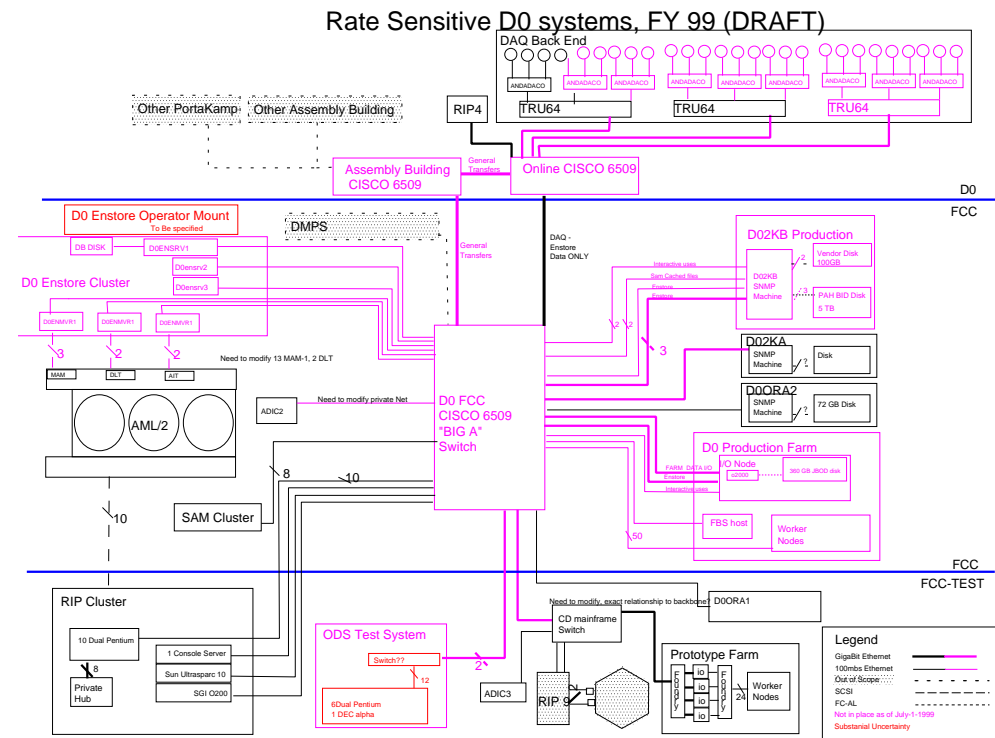 Rate Sensitive D0 systems, FY 99 (DRAFT)
DAQ Back End
ANDADACO
ANDADACO
ANDADACO
ANDADACO
ANDADACO
ANDADACO
ANDADACO
ANDADACO
ANDADACO
TRU64
TRU64
TRU64
Other PortaKamp
Other Assembly Building
RIP4
Assembly Building
CISCO 6509
General
Transfers
Online CISCO 6509
D0
FCC
D0 Enstore Operator Mount
To Be specified
DMPS
DB DISK
D0ENSRV1
D0ensrv2
D0ensrv3
D0 Enstore Cluster
D0ENMVR1
D0ENMVR1
D0ENMVR1
3
2
2
Need to modify 13 MAM-1, 2 DLT
MAM
DLT
AIT
AML/2
10
General
Transfers
DAQ -
Enstore
Data ONLY
D02KB Production
Interactive uses
Sam Cached files
Enstore
Enstore
2
2
3
D02KB
SNMP
Machine
2
Vendor Disk
100GB
3
PAH BID Disk
5 TB
D02KA
SNMP
Machine
?
Disk
D0ORA2
SNMP
Machine
?
72 GB Disk
ADIC2
Need to modify private Net
D0 FCC
CISCO 6509
"BIG A"
Switch
8
10
SAM Cluster
D0 Production Farm
FARM DATA I/O
Enstore
Interactive uses
I/O Node
o2000
360 GB JBOD disk
FBS host
Worker
Nodes
50
FCC
FCC-TEST
RIP Cluster
10 Dual Pentium
8
Private
Hub
1 Console Server
Sun Ultrasparc 10
SGI O200
ODS Test System
Switch??
12
6Dual Pentium
1 DEC alpha
2
Need to modify, exact relationship to backbone?
D0ORA1
CD mainframe
Switch
ADIC3
RIP 9
2
Prototype Farm
Foundry
io
io
io
io
Foundry
24
Worker
Nodes
Legend
GigaBit Ethernet
100mbs Ethernet
Out of Scope
SCSI
FC-AL
Not in place as of July-1-1999
Substanial Uncertainty